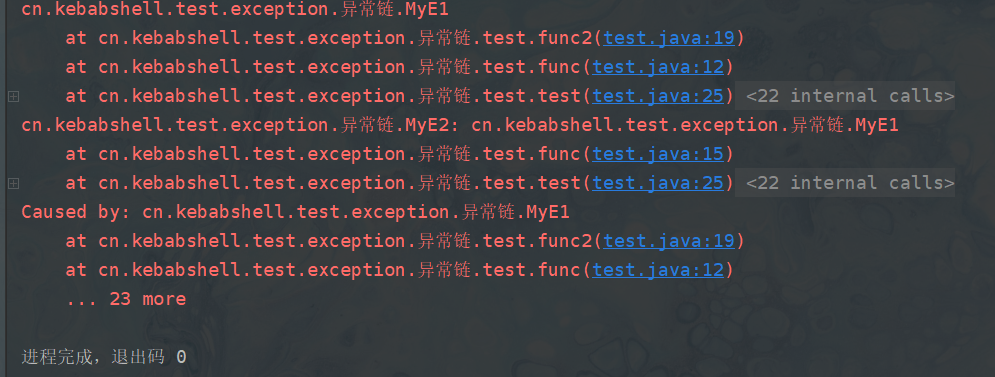 cn.kebabshell.test.exception.异常链.MyE1
at cn.kebabshell.test.exception.异常链.test.func2(test.java:19)
at cn.kebabshell.test.exception.异常链.test.func(test.java:12)
at cn.kebabshell.test.exception.异常链.test.test(test.java:25) <22 internal calls>
cn.kebabshell.test.exception.异常链.MyE2: cn.kebabshell.test.exception.异常链.MyE1
at cn.kebabshell.test.exception.异常链.test.func(test.java:15)
at cn.kebabshell.test.exception.异常链.test.test(test.java:25) <22 internal calls>
Caused by: cn.kebabshell.test.exception.异常链.MyE1
at cn.kebabshell.test.exception.异常链.test.func2(test.java:19)
at cn.kebabshell.test.exception.异常链.test.func(test.java:12)
... 23 more
进程完成，退出码 0